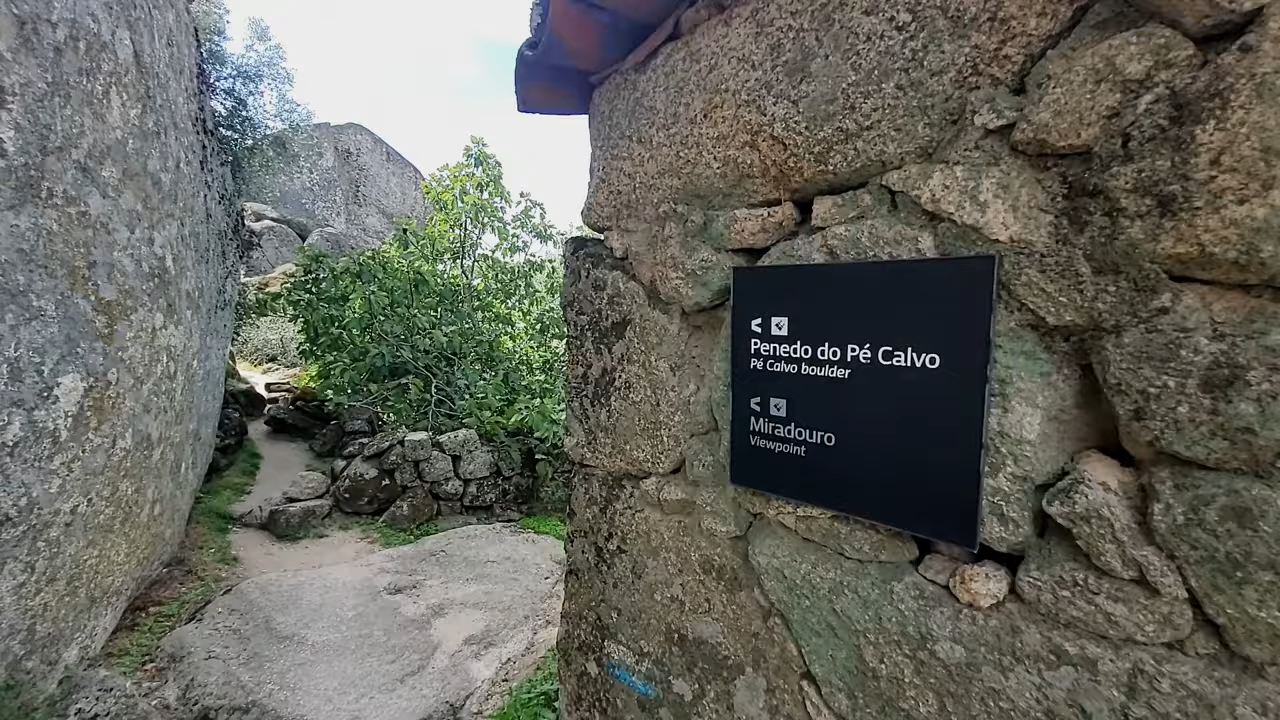 <
Penedo do Pé Calvo
Pé Calvo boulder
<
Miradouro
Viewpoint